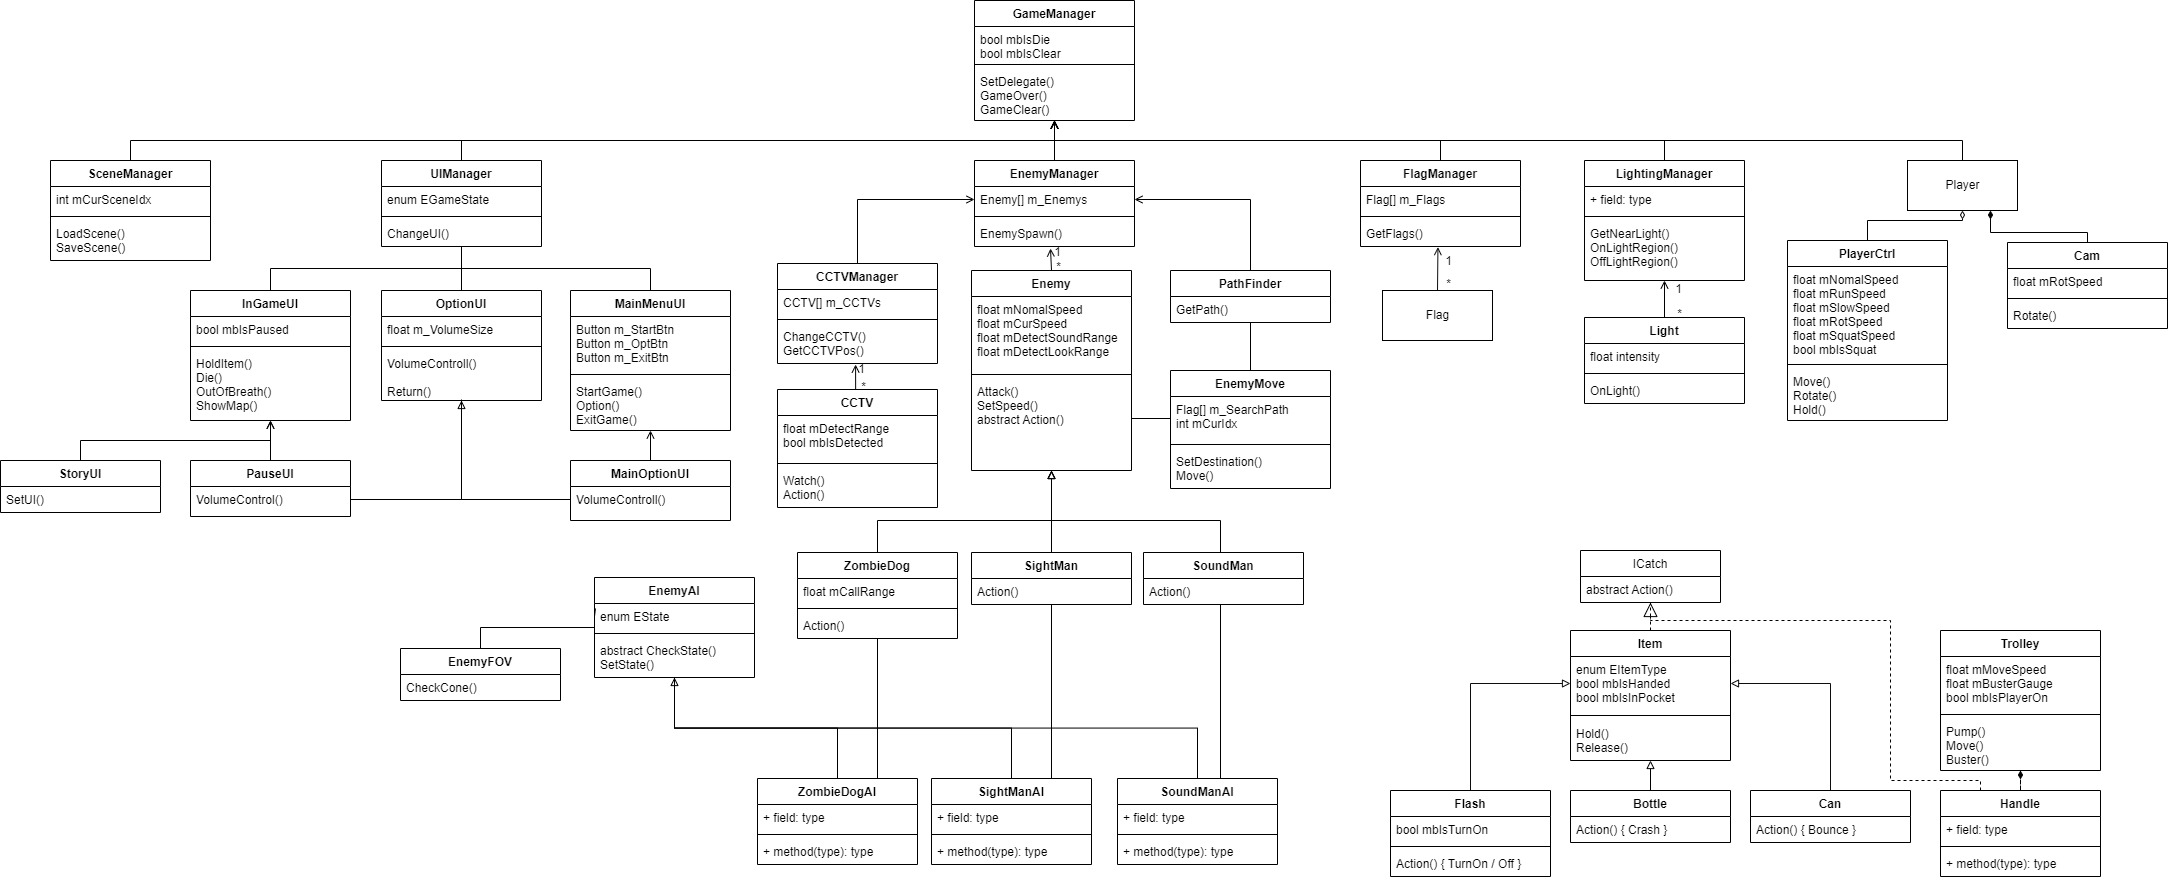 GameManager
bool mbIsDie
bool mbIsClear
SetDelegate()
GameOver()
GameClear()
SceneManager
int mCurSceneIdx
LoadScene()
SaveScene()
UIManager
enum EGameState
ChangeUI()
EnemyManager
Enemy[] m_Enemys
EnemySpawn()
FlagManager
Flag[] m_Flags
GetFlags()
LightingManager
+ field: type
GetNearLight()
OnLightRegion()
OffLightRegion()
Player
InGameUI
bool mbIsPaused
HoldItem()
Die()
OutOfBreath()
ShowMap()
OptionUI
float m_VolumeSize
VolumeControll()
Return()
MainMenuUI
Button m_StartBtn
Button m_OptBtn
Button m_ExitBtn
StartGame()
Option()
ExitGame()
CCTVManager
CCTV[] m_CCTVs
ChangeCCTV()
GetCCTVPos()
1
*
CCTV
float mDetectRange
bool mbIsDetected
Watch()
Action()
1
*
Enemy
float mNomalSpeed
float mCurSpeed
float mDetectSoundRange
float mDetectLookRange
Attack()
SetSpeed()
abstract Action()
PathFinder
GetPath()
EnemyMove
Flag[] m_SearchPath
int mCurIdx
SetDestination()
Move()
1
*
Flag
1
*
Light
float intensity
OnLight()
PlayerCtrl
float mNomalSpeed
float mRunSpeed
float mSlowSpeed
float mRotSpeed
float mSquatSpeed
bool mbIsSquat
Move()
Rotate()
Hold()
Cam
float mRotSpeed
Rotate()
StoryUI
SetUI()
PauseUI
VolumeControl()
MainOptionUI
VolumeControll()
ZombieDog
float mCallRange
Action()
SightMan
Action()
SoundMan
Action()
EnemyAI
enum EState
abstract CheckState()
SetState()
EnemyFOV
CheckCone()
ZombieDogAI
+ field: type
+ method(type): type
SightManAI
+ field: type
+ method(type): type
SoundManAI
+ field: type
+ method(type): type
ICatch
abstract Action()
Item
enum EItemType
bool mbIsHanded
bool mbIsInPocket
Hold()
Release()
Trolley
float mMoveSpeed
float mBusterGauge
bool mbIsPlayerOn
Pump()
Move()
Buster()
Flash
bool mbIsTurnOn
Action() { TurnOn / Off }
Bottle
Action() { Crash }
Can
Action() { Bounce }
Handle
+ field: type
+ method(type): type